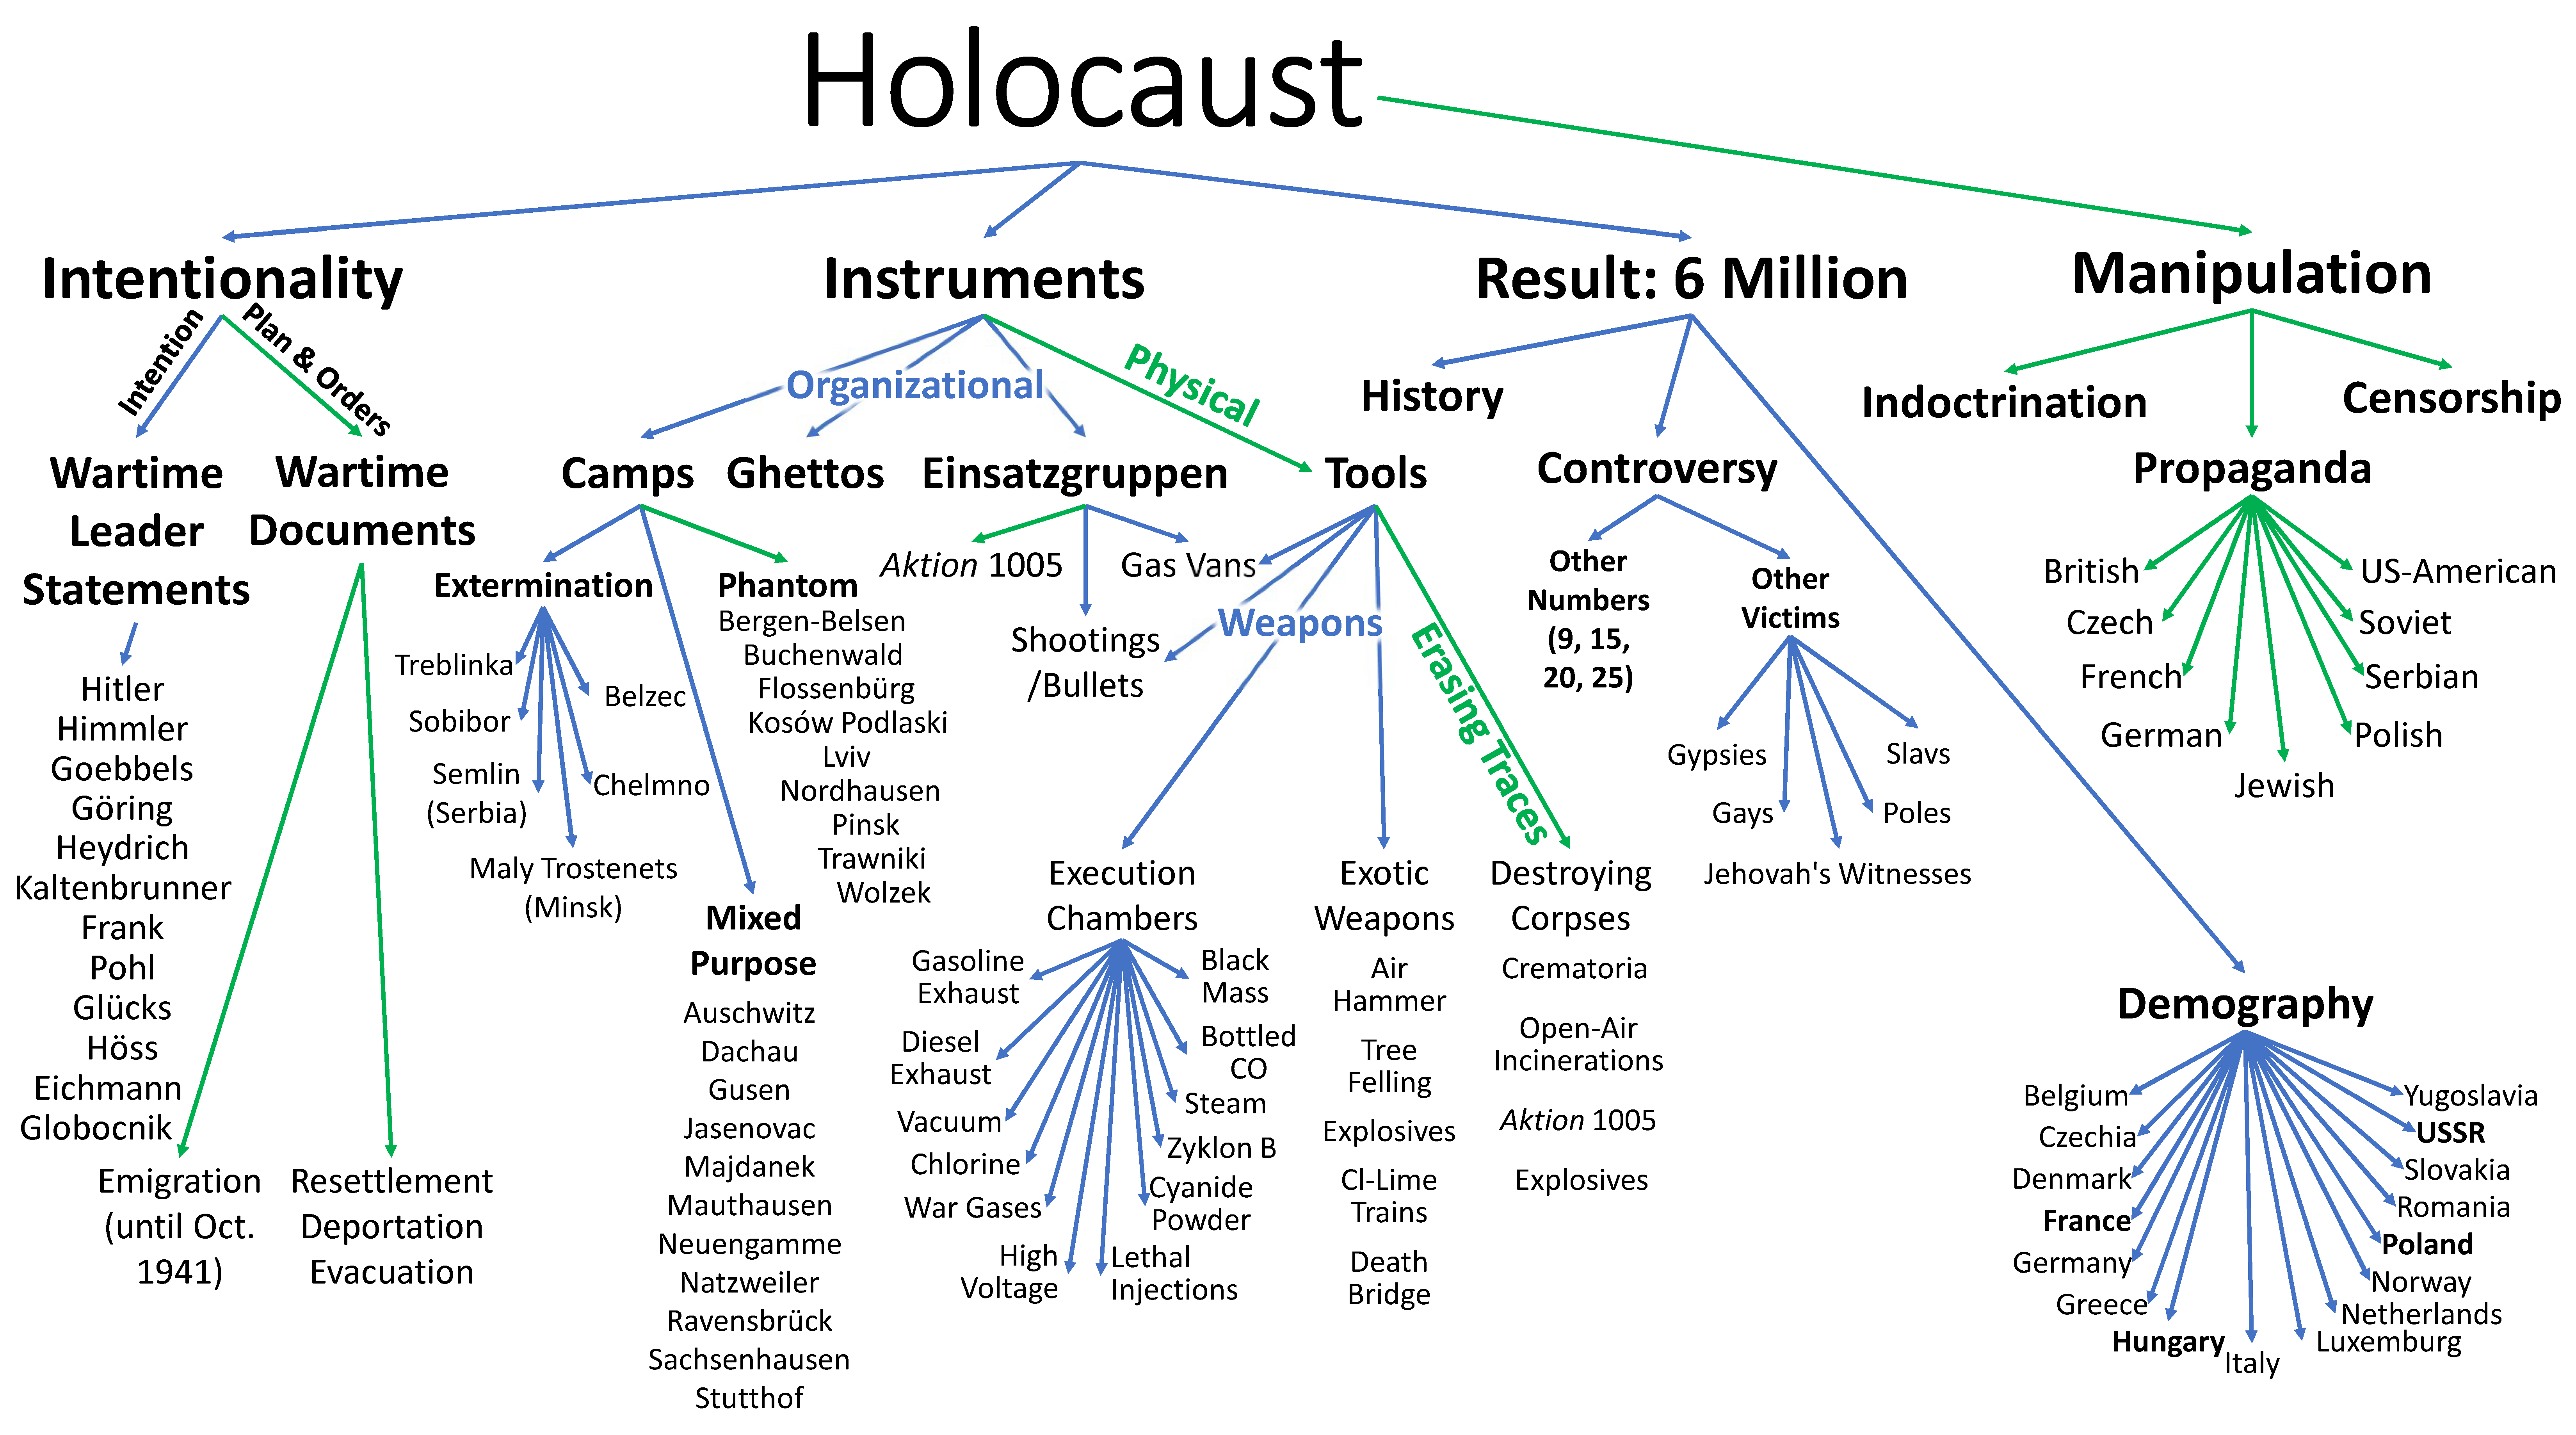 Holocaust
Intentionality
Instruments
Result: 6 Million
Manipulation
Intention
Plan & Orders
Organizational
Physical
History
Indoctrination
Censorship
Wartime
Leader
Statements
Wartime
Documents
Camps
Ghettos
Einsatzgruppen
Tools
Controversy
Propaganda
Hitler
Himmler
Goebbels
Göring
Heydrich
Kaltenbrunner
Frank
Pohl
Glücks
Höss
Eichmann
Globocnik
Emigration
(until Oct.
1941)
Resettlement
Deportation
Evacuation
Extermination
Treblinka
Sobibor
Semlin
(Serbia)
Maly Trostenets
(Minsk)
Chelmno
Belzec
Phantom
Bergen-Belsen
Buchenwald
Flossenbürg
Kosów Podlaski
Lviv
Nordhausen
Pinsk
Trawniki
Wolzek
Mixed
Purpose
Auschwitz
Dachau
Gusen
Jasenovac
Majdanek
Mauthausen
Neuengamme
Natzweiler
Ravensbrück
Sachsenhausen
Stutthof
Aktion 1005
Shootings
/Bullets
Gas Vans
Weapons
Erasing Traces
Execution
Chambers
Gasoline
Exhaust
Diesel
Exhaust
Vacuum
Chlorine
War Gases
High
Voltage
Lethal
Injections
Cyanide
Powder
Zyklon B
Steam
Bottled
CO
Black
Mass
Exotic
Weapons
Air
Hammer
Tree
Felling
Explosives
Cl-Lime
Trains
Death
Bridge
Destroying
Corpses
Crematoria
Open-Air
Incinerations
Aktion 1005
Explosives
Other
Numbers
(9, 15,
20, 25)
Other
Victims
Gypsies
Gays
Jehovah's Witnesses
Poles
Slavs
British
Czech
French
German
Jewish
Polish
Serbian
Soviet
US-American
Demography
Belgium
Czechia
Denmark
France
Germany
Greece
Hungary
Italy
Luxemburg
Netherlands
Norway
Poland
Romania
Slovakia
USSR
Yugoslavia